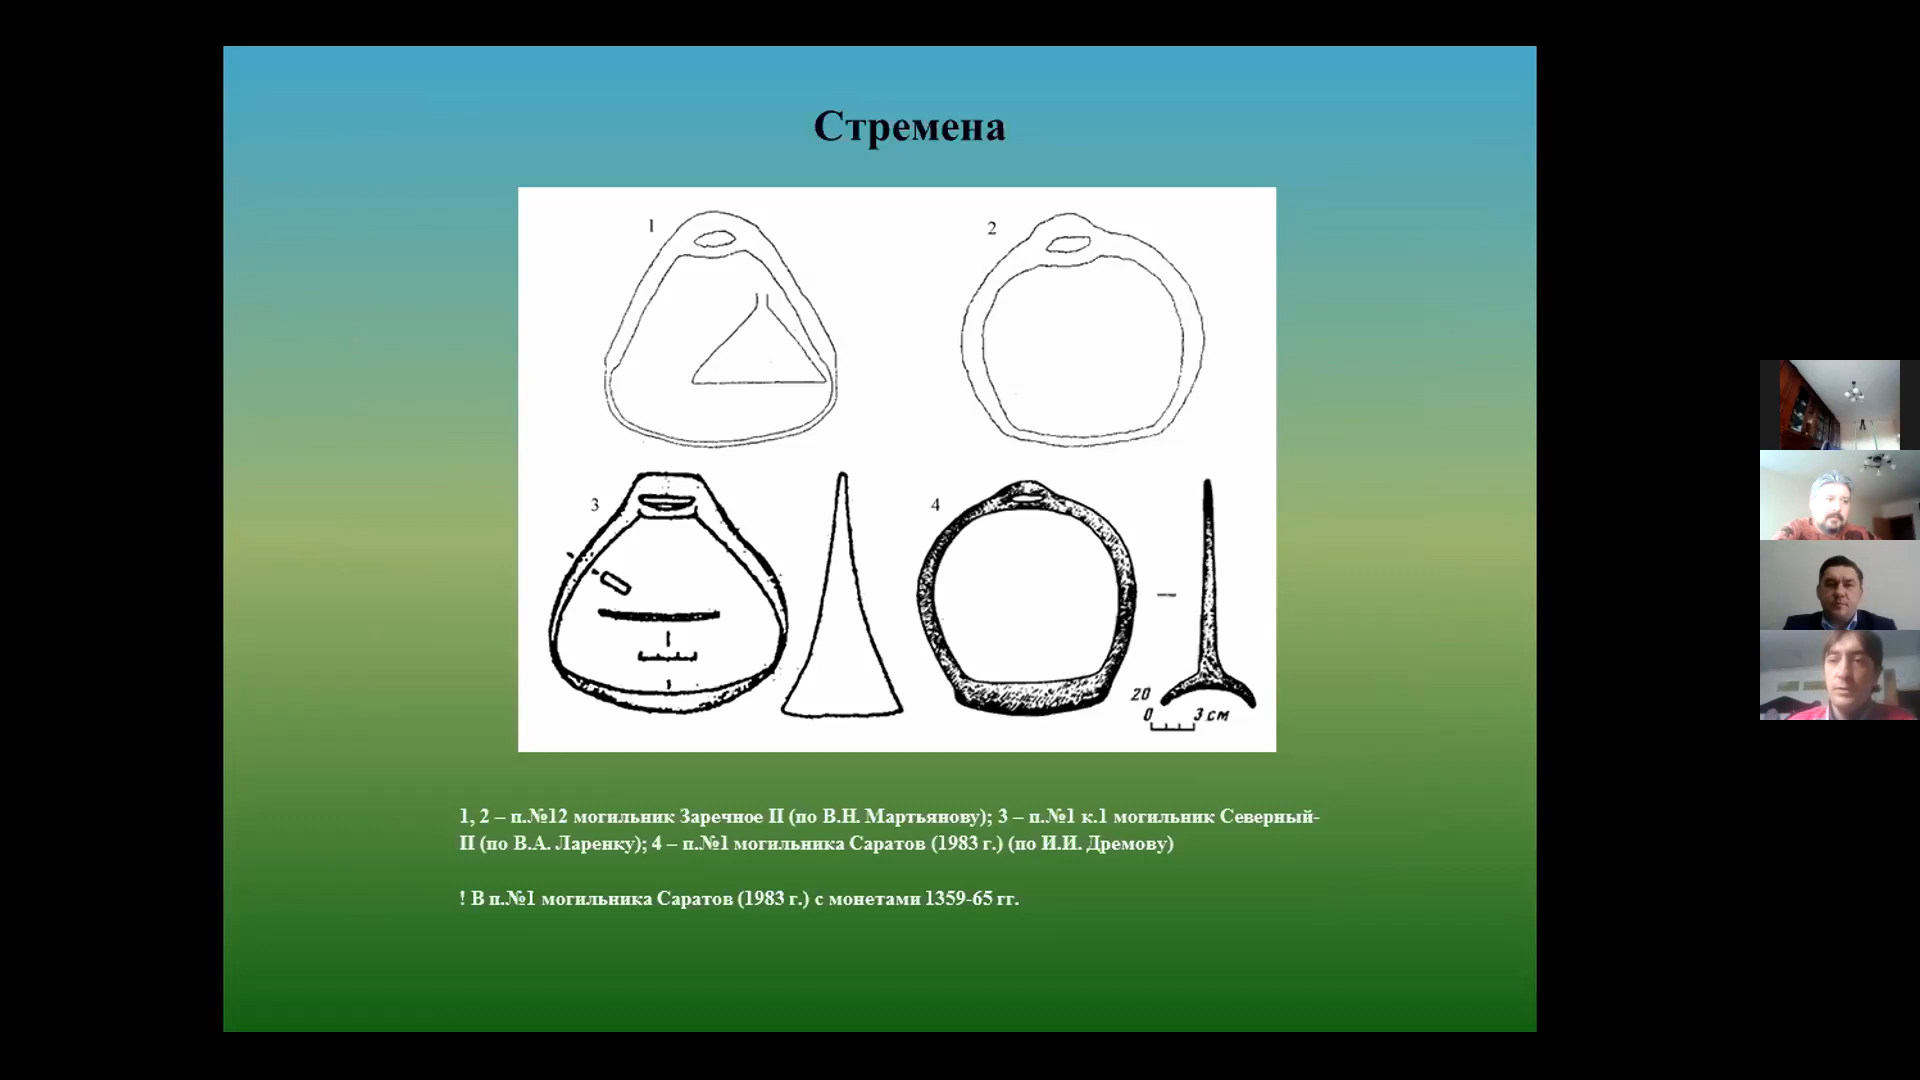 Стремена
1
2
3
4
20
0 3 см
1, 2 – п.№12 могильник Заречное II (по В.Н. Мартьянову); 3 – п.№1 к.1 могильник Северный-
II (по В.А. Ларенку); 4 – п.№1 могильника Саратов (1983 г.) (по И.И. Дремову)
! В п.№1 могильника Саратов (1983 г.) с монетами 1359-65 гг.